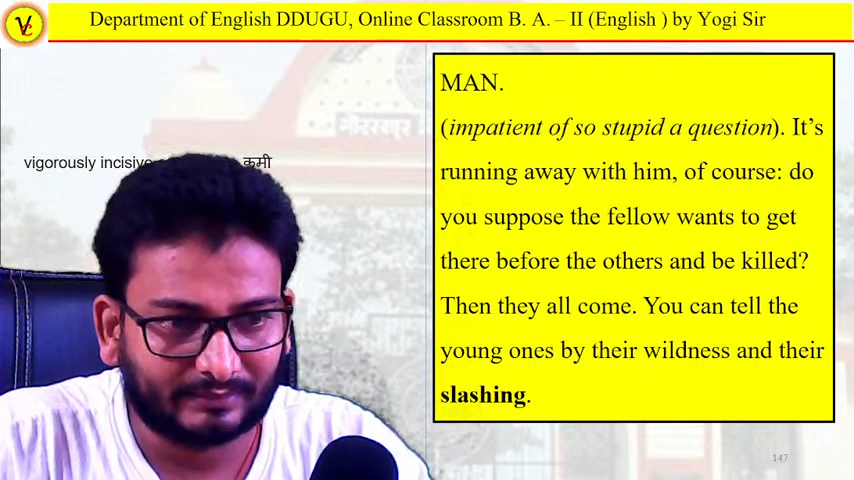 Department of English DDUGU, Online Classroom B. A. – II (English ) by Yogi Sir
MAN.
(impatient of so stupid a question). It’s
running away with him, of course: do
you suppose the fellow wants to get
there before the others and be killed?
Then they all come. You can tell the
young ones by their wildness and their
slashing.
vigorously incisive कमी
147